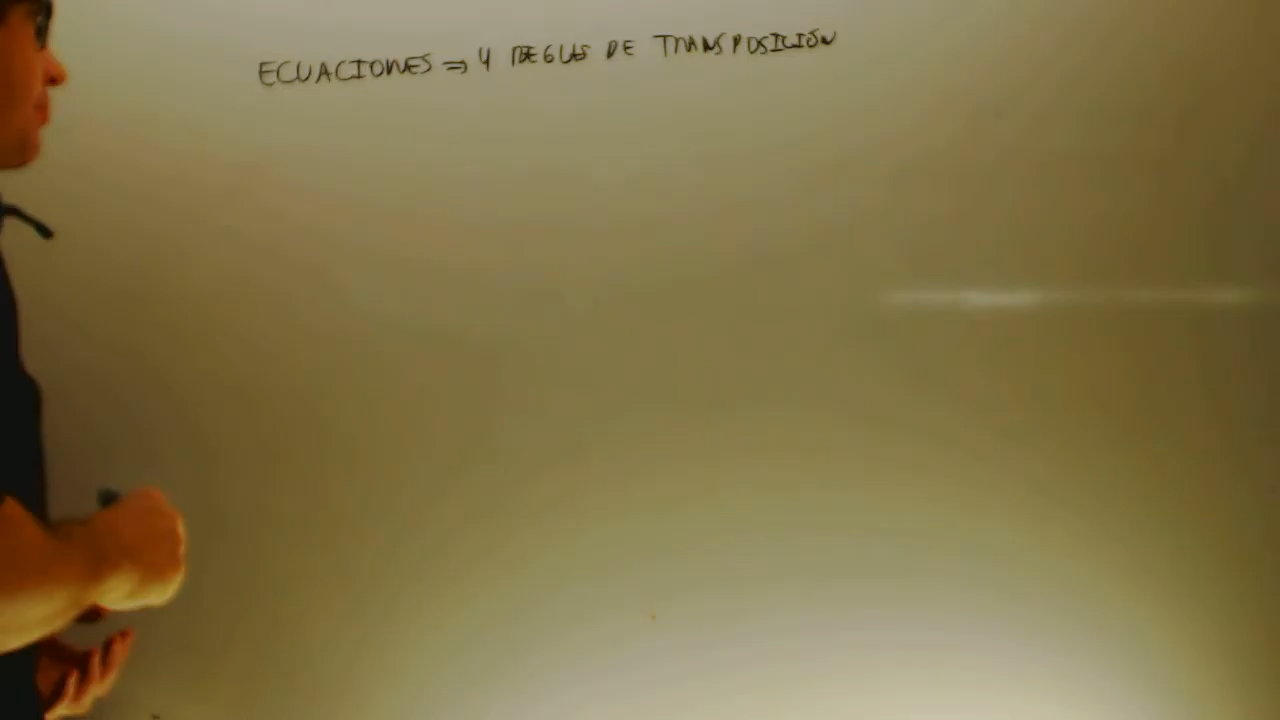 ECUACIONES ⇒ 4 REGLAS DE TRANSPOSICIÓN